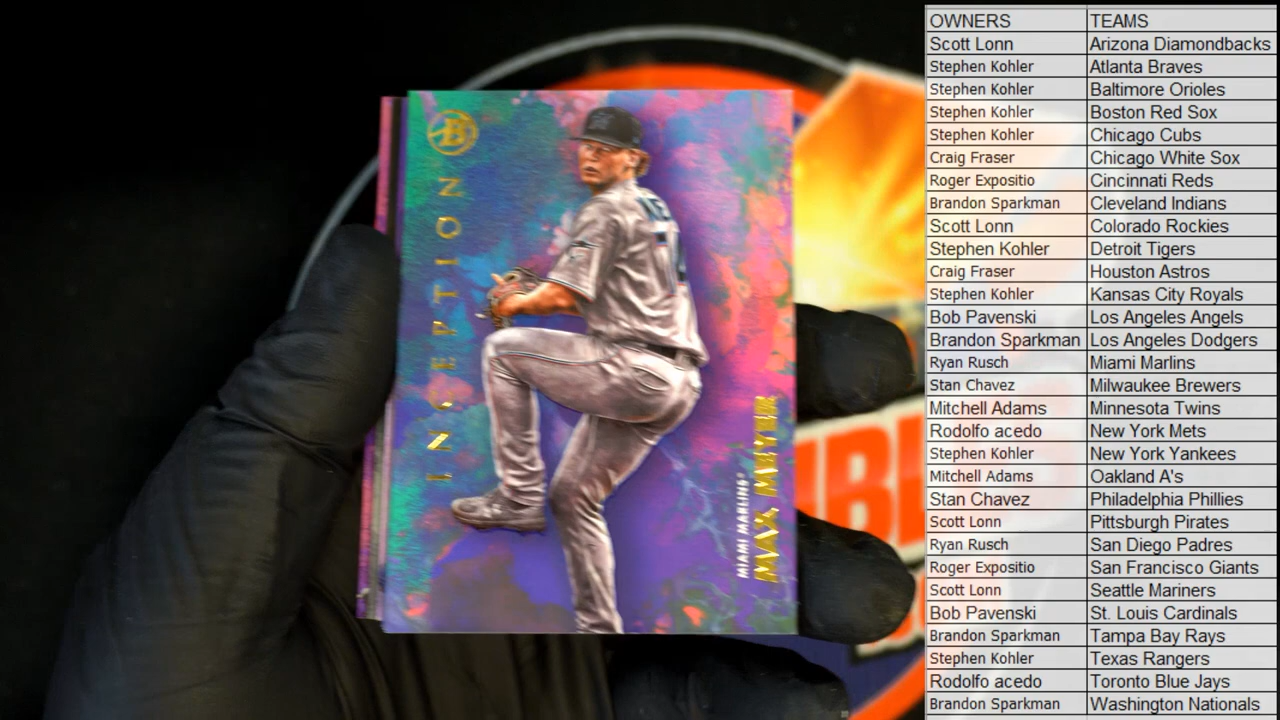 INCEPTION
MIAMI MARLINS
MAX MEYER
OWNERS TEAMS
Scott Lonn Arizona Diamondbacks
Stephen Kohler Atlanta Braves
Stephen Kohler Baltimore Orioles
Stephen Kohler Boston Red Sox
Stephen Kohler Chicago Cubs
Craig Fraser Chicago White Sox
Roger Expositio Cincinnati Reds
Brandon Sparkman Cleveland Indians
Scott Lonn Colorado Rockies
Stephen Kohler Detroit Tigers
Craig Fraser Houston Astros
Stephen Kohler Kansas City Royals
Bob Pavenski Los Angeles Angels
Brandon Sparkman Los Angeles Dodgers
Ryan Rusch Miami Marlins
Stan Chavez Milwaukee Brewers
Mitchell Adams Minnesota Twins
Rodolfo acedo New York Mets
Stephen Kohler New York Yankees
Mitchell Adams Oakland A's
Stan Chavez Philadelphia Phillies
Scott Lonn Pittsburgh Pirates
Ryan Rusch San Diego Padres
Roger Expositio San Francisco Giants
Scott Lonn Seattle Mariners
Bob Pavenski St. Louis Cardinals
Brandon Sparkman Tampa Bay Rays
Stephen Kohler Texas Rangers
Rodolfo acedo Toronto Blue Jays
Brandon Sparkman Washington Nationals